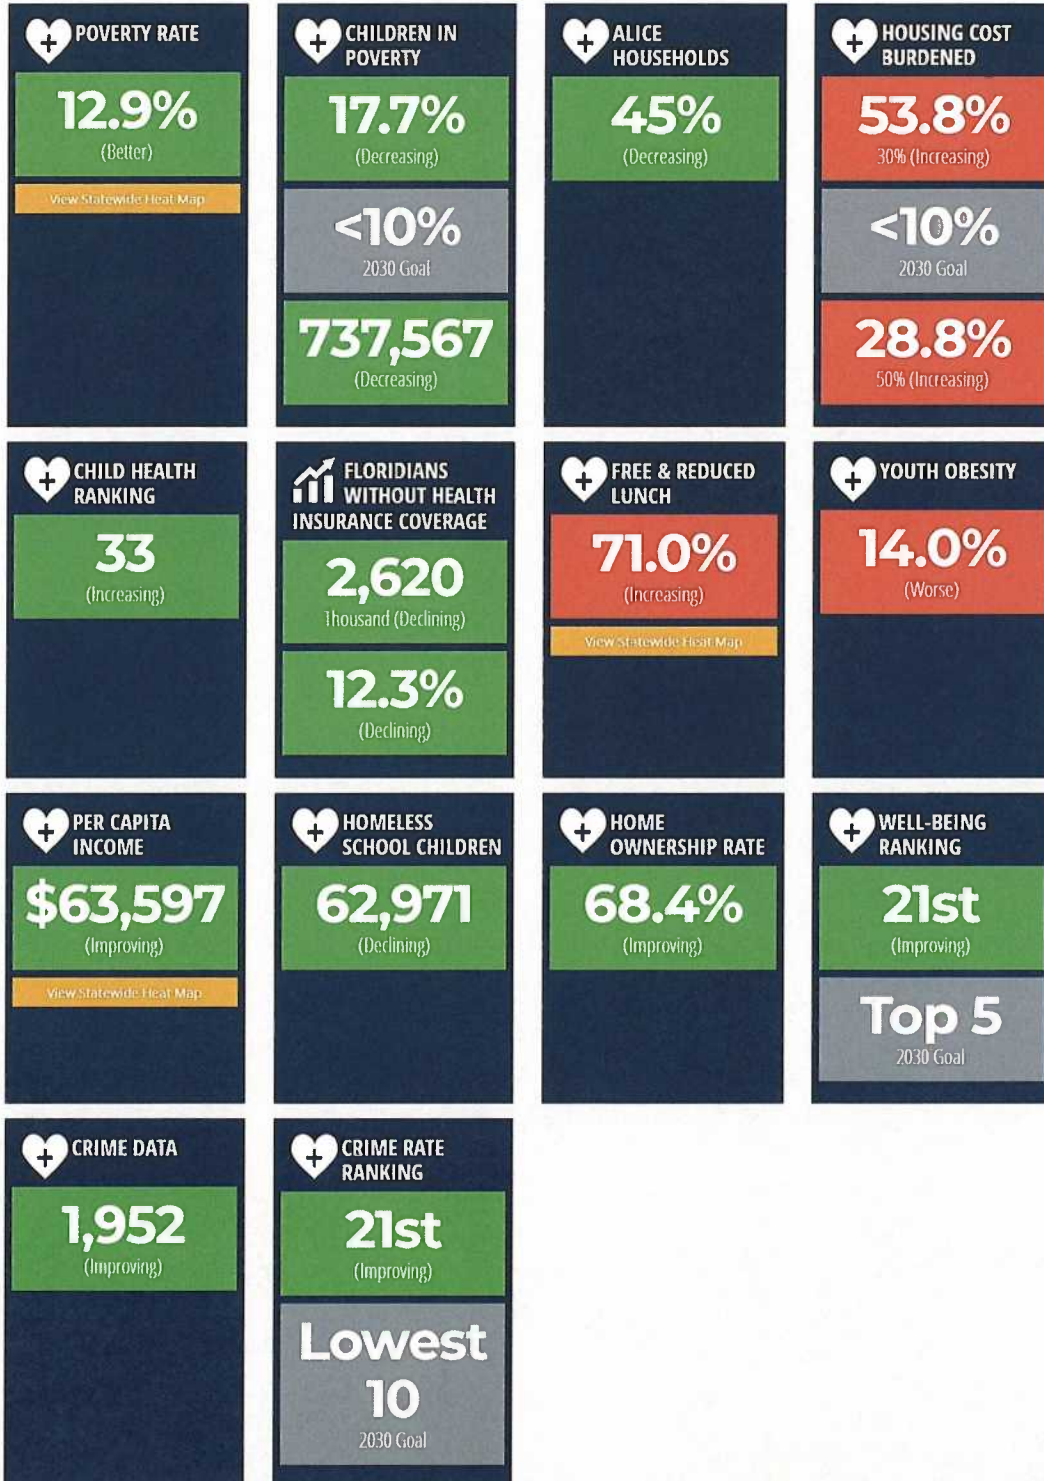 POVERTY RATE
12.9%
(Better)
View Statewide Heat Map
CHILDREN IN
POVERTY
17.7%
(Decreasing)
<10%
2030 Goal
737,567
(Decreasing)
ALICE
HOUSEHOLDS
45%
(Decreasing)
HOUSING COST
BURDENED
53.8%
30% (Increasing)
<10%
2030 Goal
28.8%
50% (Increasing)
CHILD HEALTH
RANKING
33
(Increasing)
FLORIDIANS
WITHOUT HEALTH
INSURANCE COVERAGE
2,620
Thousand (Declining)
12.3%
(Declining)
FREE & REDUCED
LUNCH
71.0%
(Increasing)
View Statewide Heat Map
YOUTH OBESITY
14.0%
(Worse)
PER CAPITA
INCOME
$63,597
(Improving)
View Statewide Heat Map
HOMELESS
SCHOOL CHILDREN
62,971
(Declining)
HOME
OWNERSHIP RATE
68.4%
(Improving)
WELL-BEING
RANKING
21st
(Improving)
Top 5
2030 Goal
CRIME DATA
1,952
(Improving)
CRIME RATE
RANKING
21st
(Improving)
Lowest
10
2030 Goal